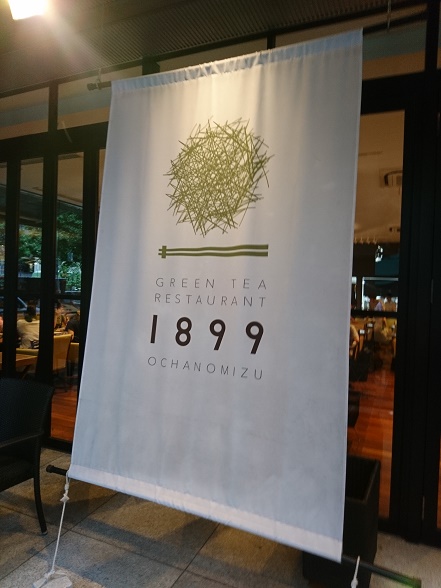 GREEN TEA
RESTAURANT
1899
OCHANOMIZU